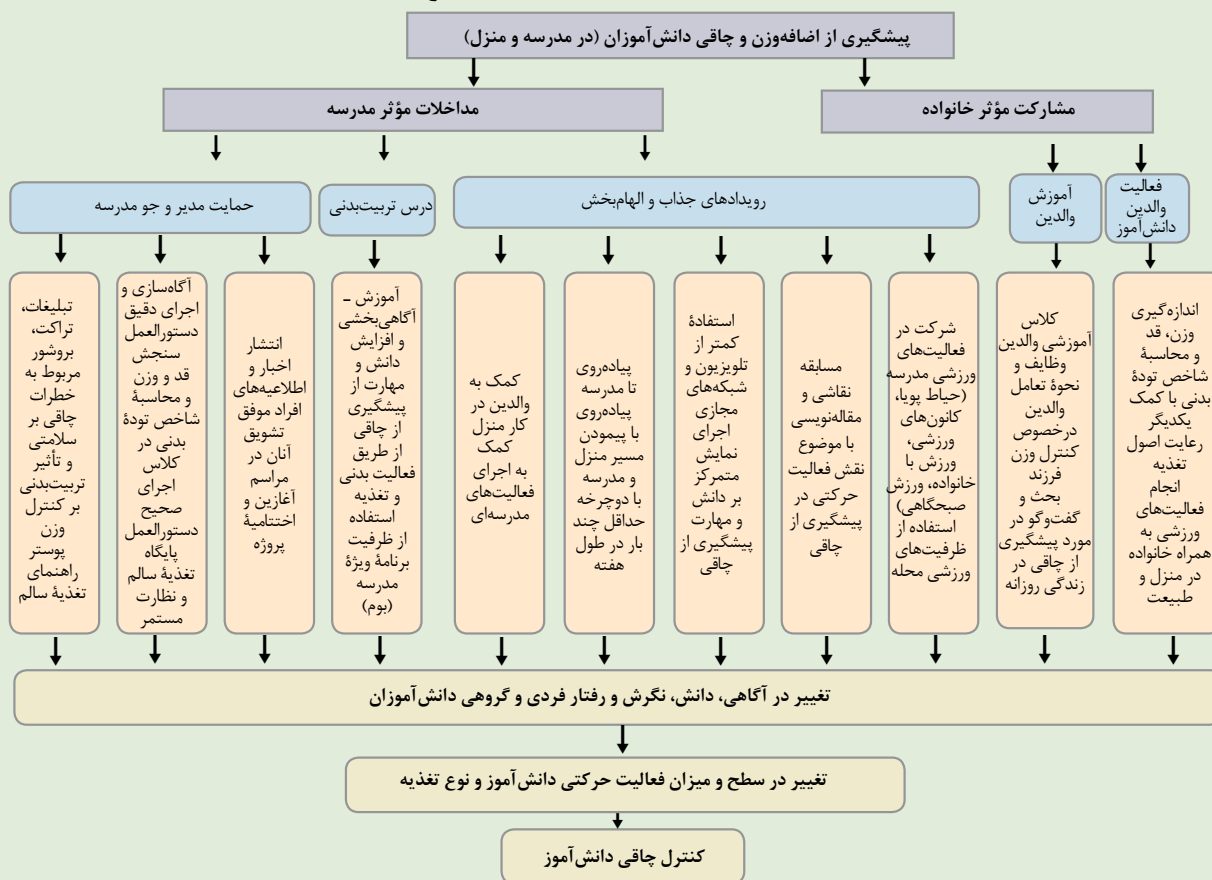 پیشگیری از اضافه‌وزن و چاقی دانش‌آموزان (در مدرسه و منزل)
مشارکت مؤثر خانواده
مداخلات مؤثر مدرسه
فعالیت
والدین
دانش‌آموز
آموزش
والدین
رویدادهای جذاب و الهام‌بخش
درس تربیت‌بدنی
حمایت مدیر و جو مدرسه
اندازه‌گیری
وزن، قد
و محاسبهٔ
شاخص تودهٔ
بدنی با کمک
یکدیگر
رعایت اصول
تغذیه
انجام
فعالیت‌های
ورزشی به
همراه خانواده
در منزل و
طبیعت
کلاس
آموزشی والدین
وظایف و
نحوهٔ تعامل
والدین
درخصوص
کنترل وزن
فرزند
بحث و
گفت‌وگو در
مورد پیشگیری
از چاقی در
زندگی روزانه
شرکت در
فعالیت‌های
ورزشی مدرسه
(حیاط پویا،
کانون‌های
ورزشی،
ورزش با
خانواده، ورزش
صبحگاهی)
استفاده از
ظرفیت‌های
ورزشی محله
مسابقه
نقاشی و
مقاله‌نویسی
با موضوع
نقش فعالیت
حرکتی در
پیشگیری از
چاقی
استفادهٔ
کمتر از
تلویزیون و
شبکه‌های
مجازی
اجرای
نمایش
متمرکز
بر دانش
و مهارت
پیشگیری از
چاقی
پیاده‌روی
تا مدرسه
پیاده‌روی
با پیمودن
مسیر منزل
و مدرسه
با دوچرخه
حداقل چند
بار در طول
هفته
کمک به
والدین در
کار منزل
کمک
به اجرای
فعالیت‌های
مدرسه‌ای
آموزش -
آگاهی‌بخشی
و افزایش
دانش و
مهارت از
پیشگیری
از چاقی
از طریق
فعالیت بدنی
و تغذیه
استفاده
از ظرفیت
برنامهٔ ویژهٔ
مدرسه
(بوم)
انتشار
اخبار و
اطلاعیه‌های
افراد موفق
تشویق
آنان در
مراسم
آغازین و
اختتامیهٔ
پروژه
آگاه‌سازی و
اجرای دقیق
دستورالعمل
سنجش
قد و وزن
و محاسبهٔ
شاخص تودهٔ
بدنی در
کلاس
اجرای
صحیح
دستورالعمل
پایگاه
تغذیهٔ سالم
و نظارت
مستمر
تبلیغات،
تراکت،
بروشور
مربوط به
خطرات
چاقی بر
سلامتی
و تأثیر
تربیت‌بدنی
بر کنترل
وزن
پوستر
راهنمای
تغذیهٔ سالم
تغییر در آگاهی، دانش، نگرش و رفتار فردی و گروهی دانش‌آموزان
تغییر در سطح و میزان فعالیت حرکتی دانش‌آموز و نوع تغذیه
کنترل چاقی دانش‌آموز